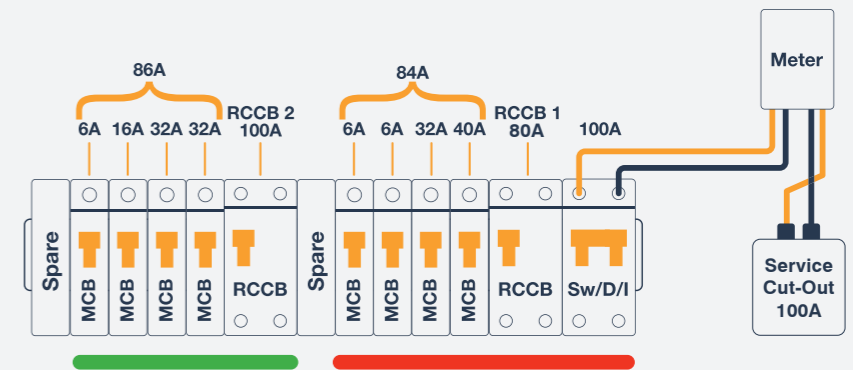 86A
6A 16A 32A 32A
RCCB 2
100A
84A
6A 6A 32A 40A
RCCB 1
80A
100A
Meter
Spare
MCB
MCB
MCB
MCB
RCCB
Spare
MCB
MCB
MCB
MCB
RCCB
Sw/D/I
Service
Cut-Out
100A